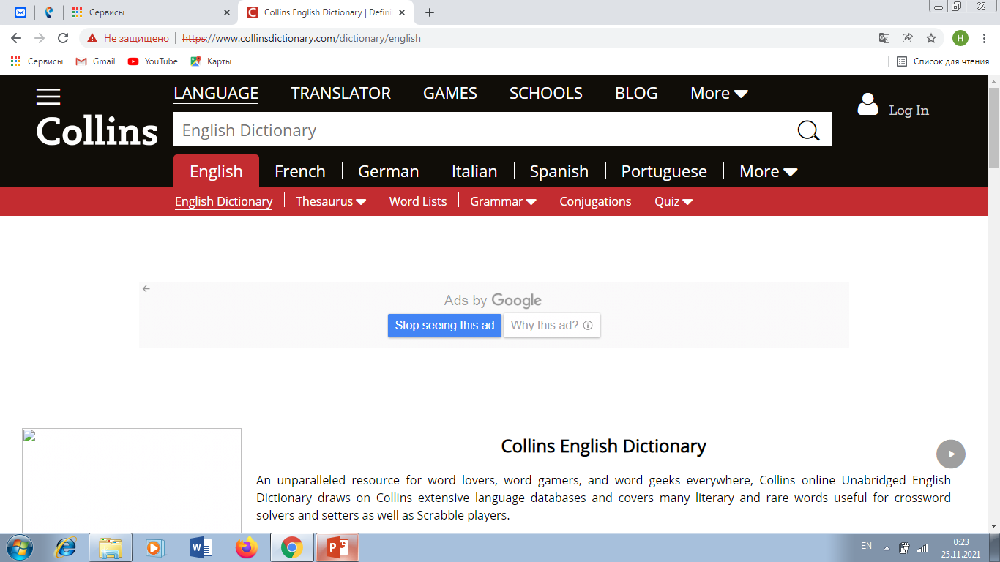 Сервисы
Collins English Dictionary | Defini
Не защищено
https://www.collinsdictionary.com/dictionary/english
H
Сервисы Gmail YouTube Карты Список для чтения
LANGUAGE TRANSLATOR GAMES SCHOOLS BLOG More
Log In
Collins
English Dictionary
English French German Italian Spanish Portuguese More
English Dictionary Thesaurus Word Lists Grammar Conjugations Quiz
Ads by Google
Stop seeing this ad Why this ad?
Collins English Dictionary
An unparalleled resource for word lovers, word gamers, and word geeks everywhere, Collins online Unabridged English
Dictionary draws on Collins extensive language databases and covers many literary and rare words useful for crossword
solvers and setters as well as Scrabble players.
EN
0:23
25.11.2021